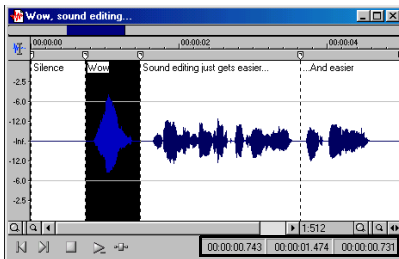 Wow, sound editing...
00:00:00 00:00:02 00:00:04
Silence Wow Sound editing just gets easier... ...And easier
-2.5
-6.0
-12.0
-Inf.
-12.0
-6.0
-2.5
1:512
00:00:00.743 00:00:01.474 00:00:00.731